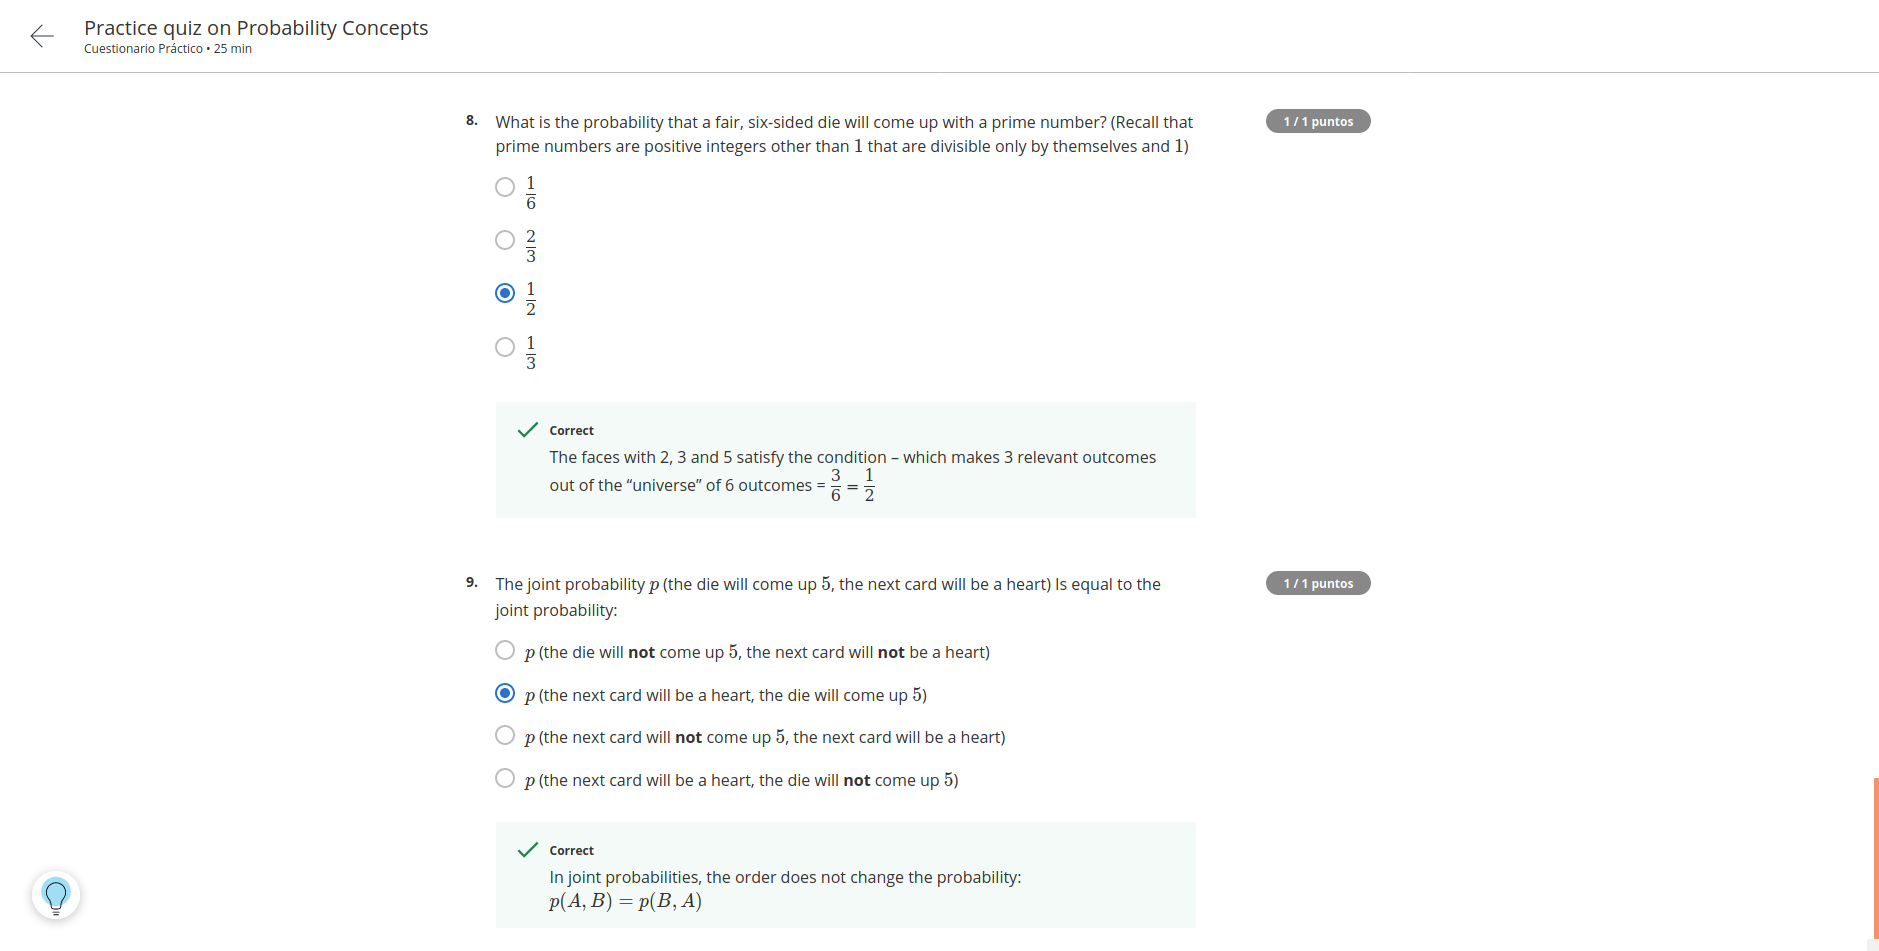 Practice quiz on Probability Concepts
Cuestionario Práctico • 25 min
8. What is the probability that a fair, six-sided die will come up with a prime number? (Recall that
prime numbers are positive integers other than 1 that are divisible only by themselves and 1)
1 / 1 puntos
1/6
2/3
1/2
1/3
Correct
The faces with 2, 3 and 5 satisfy the condition – which makes 3 relevant outcomes
out of the “universe” of 6 outcomes = 3/6 = 1/2
9. The joint probability p (the die will come up 5, the next card will be a heart) Is equal to the
joint probability:
1 / 1 puntos
p (the die will not come up 5, the next card will not be a heart)
p (the next card will be a heart, the die will come up 5)
p (the next card will not come up 5, the next card will be a heart)
p (the next card will be a heart, the die will not come up 5)
Correct
In joint probabilities, the order does not change the probability:
p(A, B) = p(B, A)